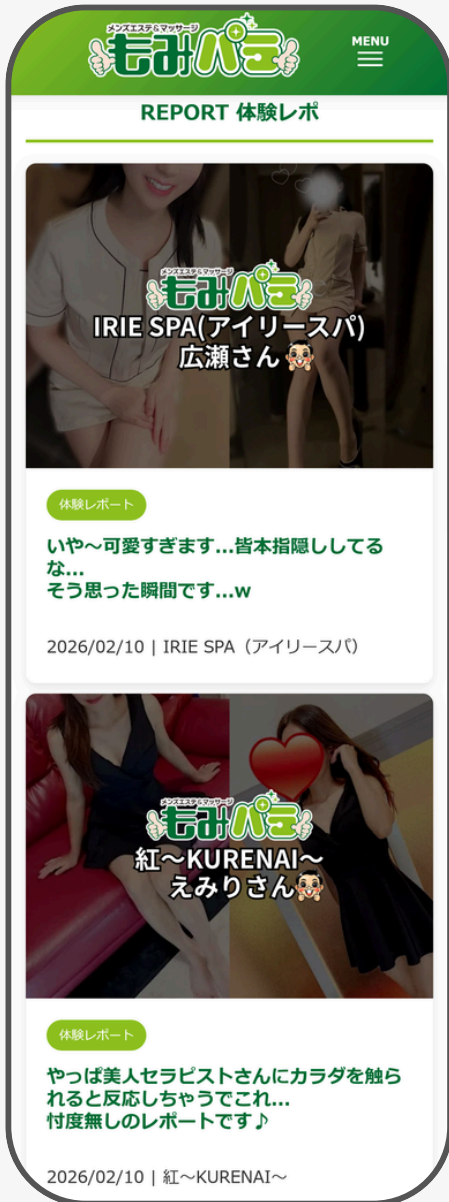 メンズエステ&マッサージ
もみパラ
MENU
REPORT 体験レポ
メンズエステ&マッサージ
もみパラ
IRIE SPA(アイリースパ)
広瀬さん
体験レポート
いや～可愛すぎます...皆本指隠ししてる
な...
そう思った瞬間です...w
2026/02/10 | IRIE SPA（アイリースパ）
メンズエステ&マッサージ
もみパラ
紅～KURENAI～
えみりさん
体験レポート
やっぱ美人セラピストさんにカラダを触ら
れると反応しちゃうでこれ...
忖度無しのレポートです♪
2026/02/10 | 紅～KURENAI～